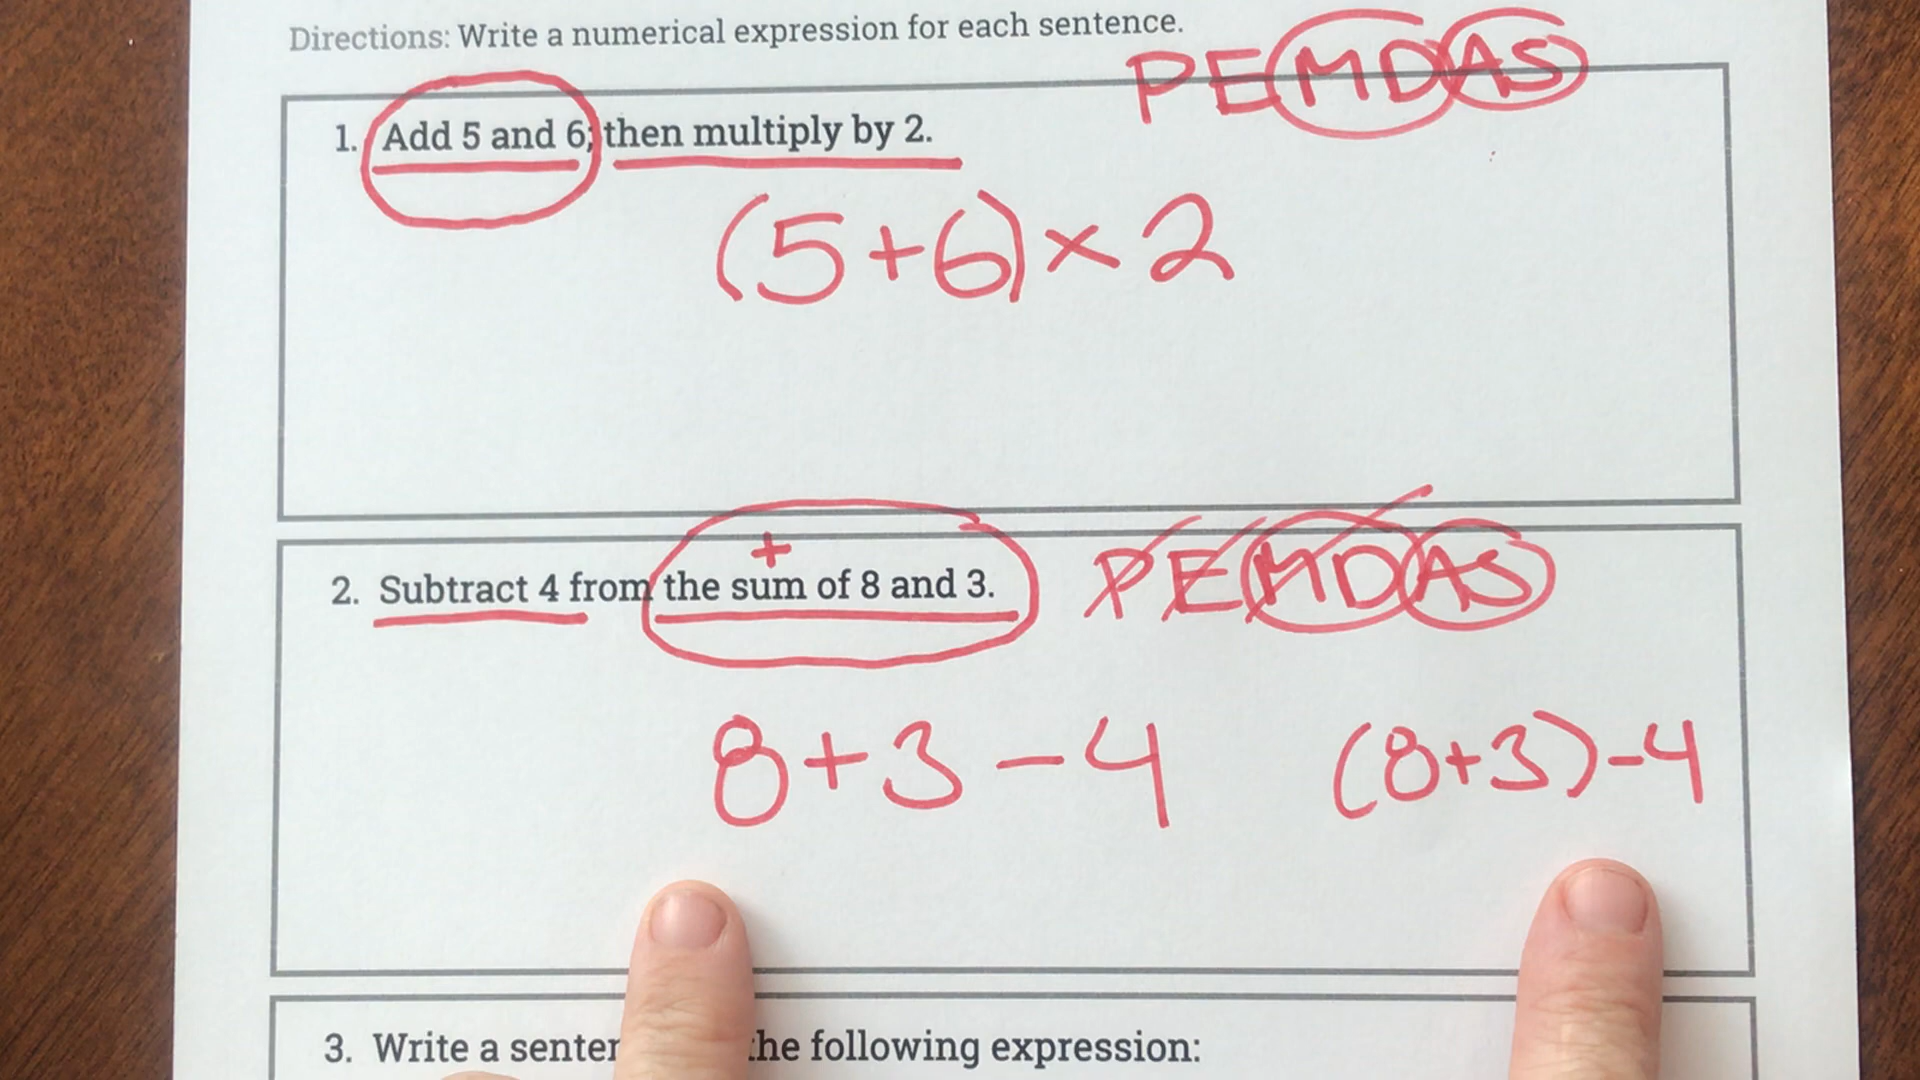 Directions: Write a numerical expression for each sentence.
PEMDAS
1. Add 5 and 6; then multiply by 2.
(5+6)×2
+
2. Subtract 4 from the sum of 8 and 3.
PEMDAS
8+3-4 (8+3)-4
3. Write a the following expression: